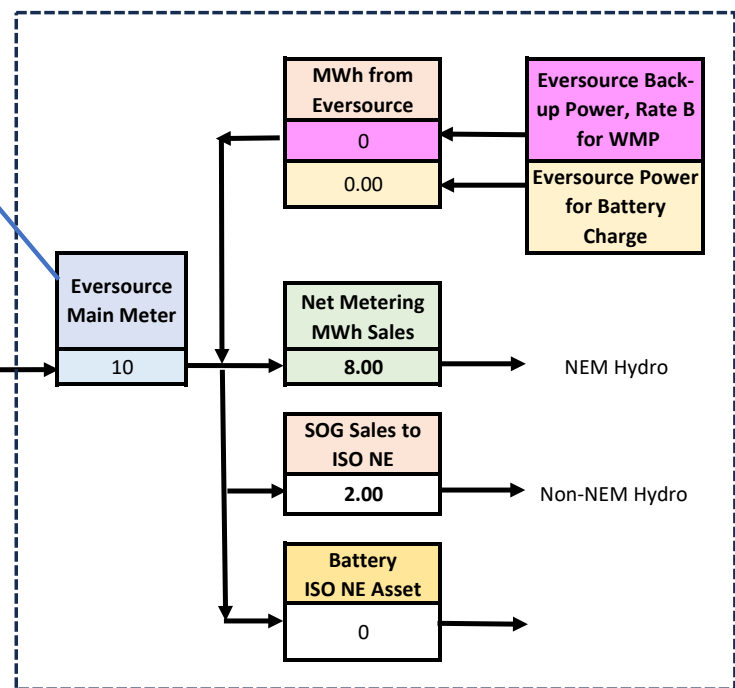 MWh from
Eversource
0
0.00
Eversource Back-
up Power, Rate B
for WMP
Eversource Power
for Battery
Charge
Eversource
Main Meter
10
Net Metering
MWh Sales
8.00
NEM Hydro
SOG Sales to
ISO NE
2.00
Non-NEM Hydro
Battery
ISO NE Asset
0